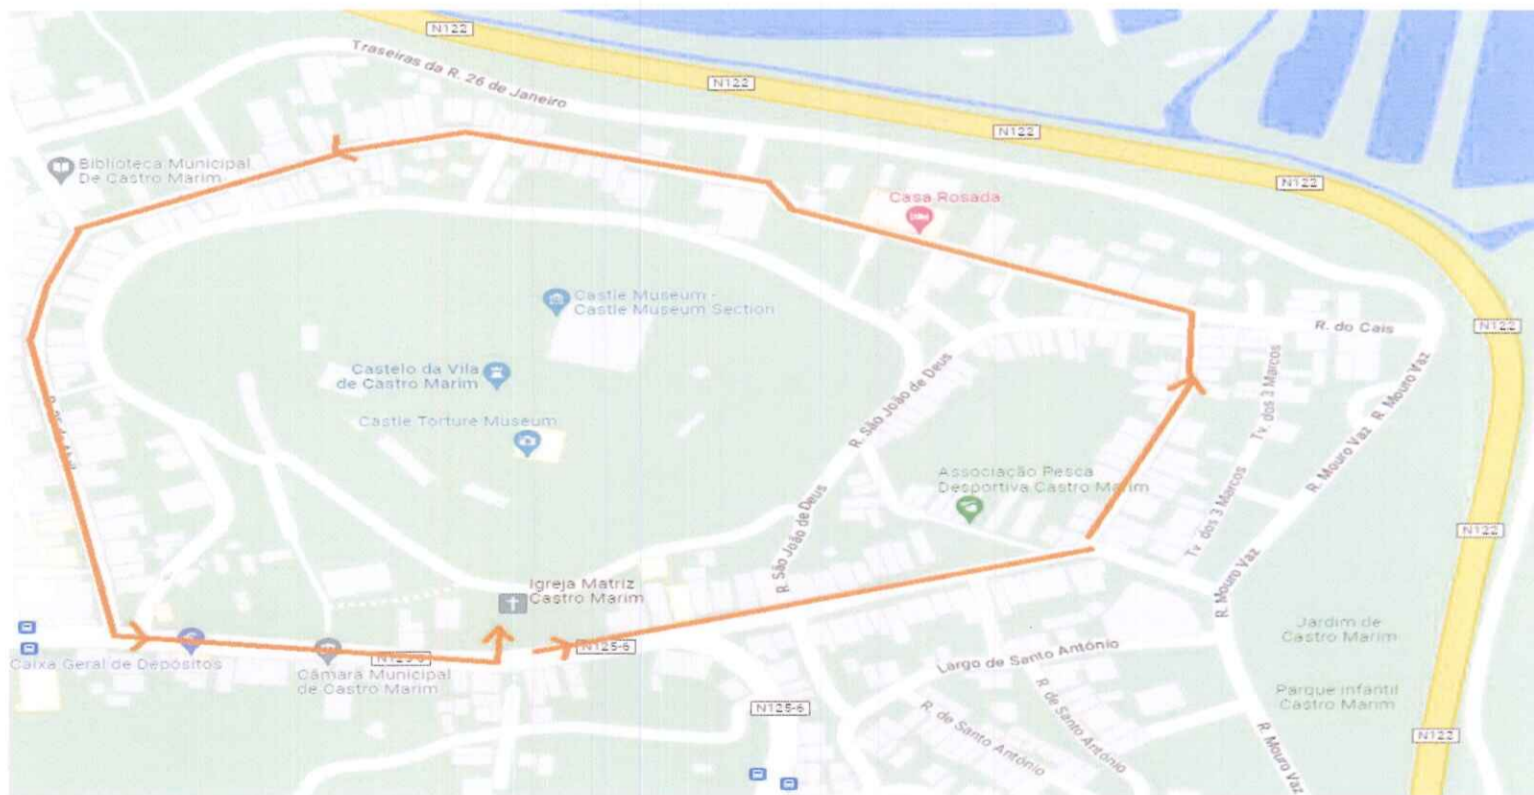 N122
Traseiras da R. 26 de Janeiro
N122
N122
Biblioteca Municipal
De Castro Marim
N122
Casa Rosada
Castle Museum -
Castle Museum Section
R. do Cais
N122
Castelo da Vila
de Castro Marim
R. São João de Deus
Tv. dos 3 Marcos
R. Mouro Vaz
Castle Torture Museum
R. 25 de Abril
Associação Pesca
Desportiva Castro Marim
R. São João de Deus
Tv. dos 3 Marcos
R. Mouro Vaz
N122
R. Mouro Vaz
Igreja Matriz
Castro Marim
Jardim de
Castro Marim
Caixa Geral de Depósitos
N125-6
N125-6
Câmara Municipal
de Castro Marim
Largo de Santo António
R. de Santo António
Parque infantil
Castro Marim
N125-6
R. de Santo António
R. Mouro Vaz
N122